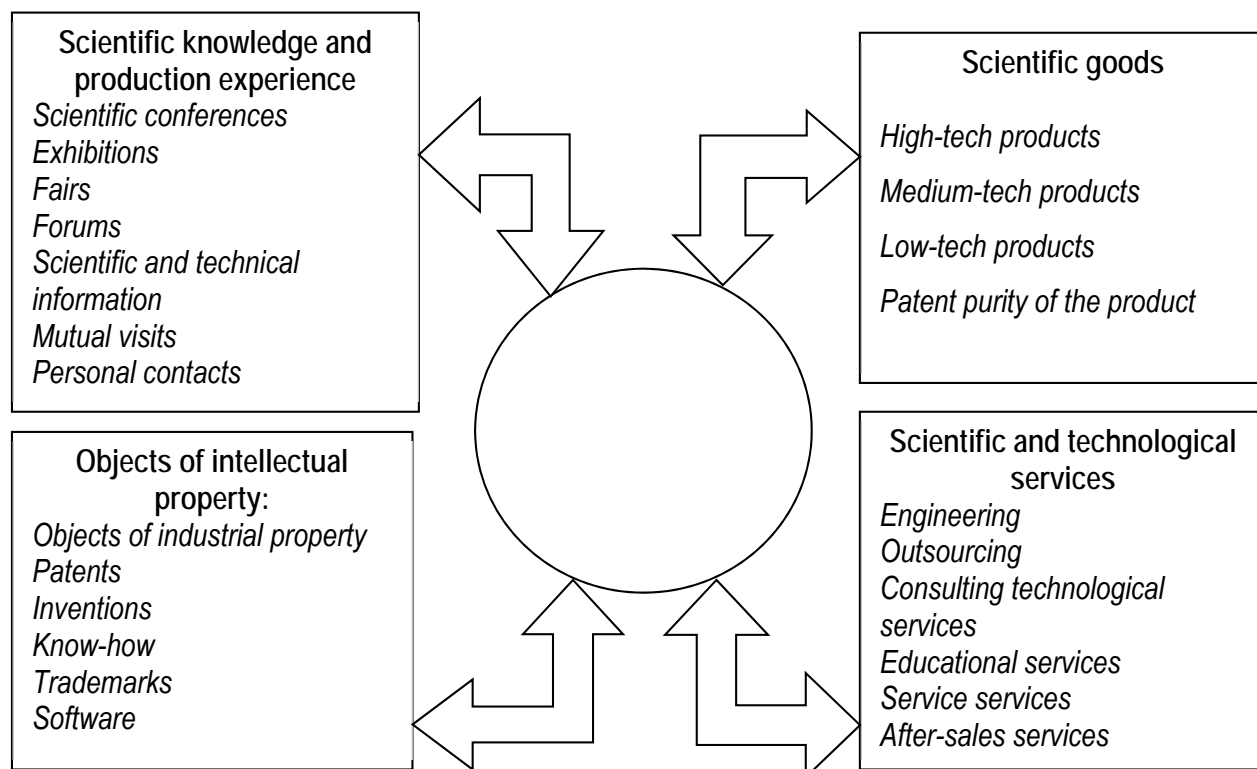 Scientific knowledge and
production experience
Scientific conferences
Exhibitions
Fairs
Forums
Scientific and technical
information
Mutual visits
Personal contacts
Scientific goods
High-tech products
Medium-tech products
Low-tech products
Patent purity of the product
Objects of intellectual
property:
Objects of industrial property
Patents
Inventions
Know-how
Trademarks
Software
Scientific and technological
services
Engineering
Outsourcing
Consulting technological
services
Educational services
Service services
After-sales services